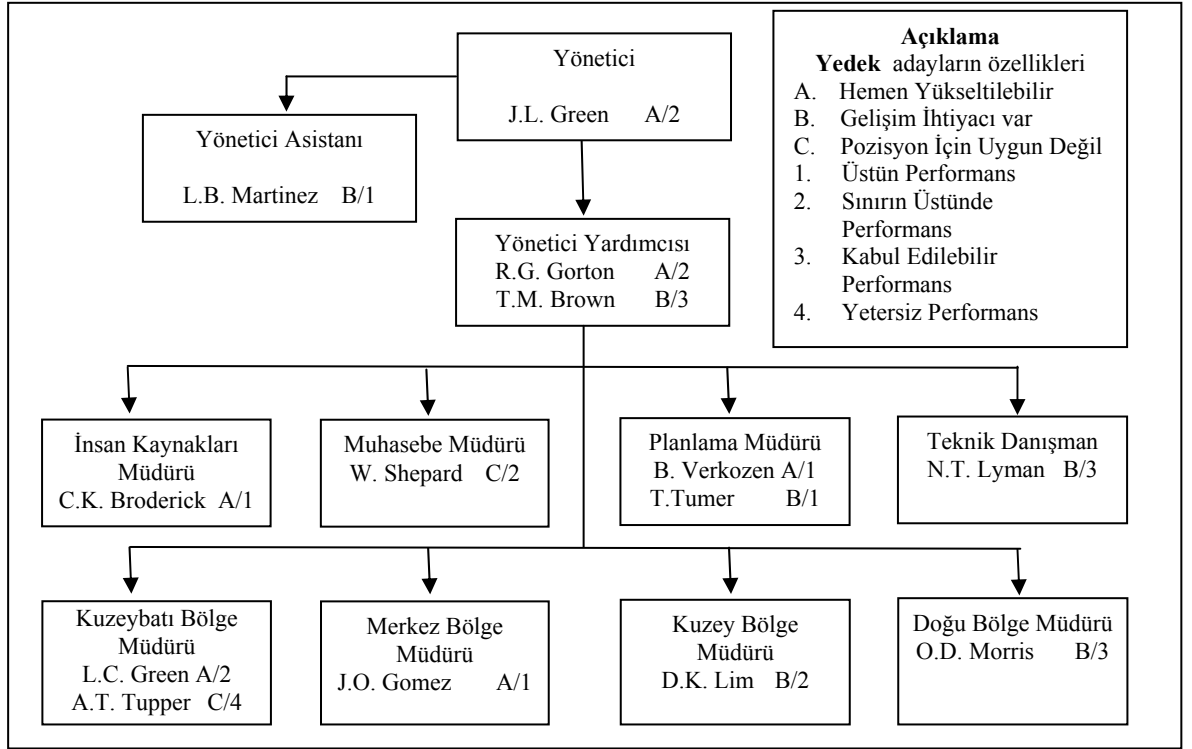 Yönetici
J.L. Green A/2
Yönetici Asistanı
L.B. Martinez B/1
Yönetici Yardımcısı
R.G. Gorton A/2
T.M. Brown B/3
Açıklama
Yedek adayların özellikleri
A. Hemen Yükseltilebilir
B. Gelişim İhtiyacı var
C. Pozisyon İçin Uygun Değil
1. Üstün Performans
2. Sınırın Üstünde
Performans
3. Kabul Edilebilir
Performans
4. Yetersiz Performans
İnsan Kaynakları
Müdürü
C.K. Broderick A/1
Muhasebe Müdürü
W. Shepard C/2
Planlama Müdürü
B. Verkozen A/1
T.Tumer B/1
Teknik Danışman
N.T. Lyman B/3
Kuzeybatı Bölge
Müdürü
L.C. Green A/2
A.T. Tupper C/4
Merkez Bölge
Müdürü
J.O. Gomez A/1
Kuzey Bölge
Müdürü
D.K. Lim B/2
Doğu Bölge Müdürü
O.D. Morris B/3